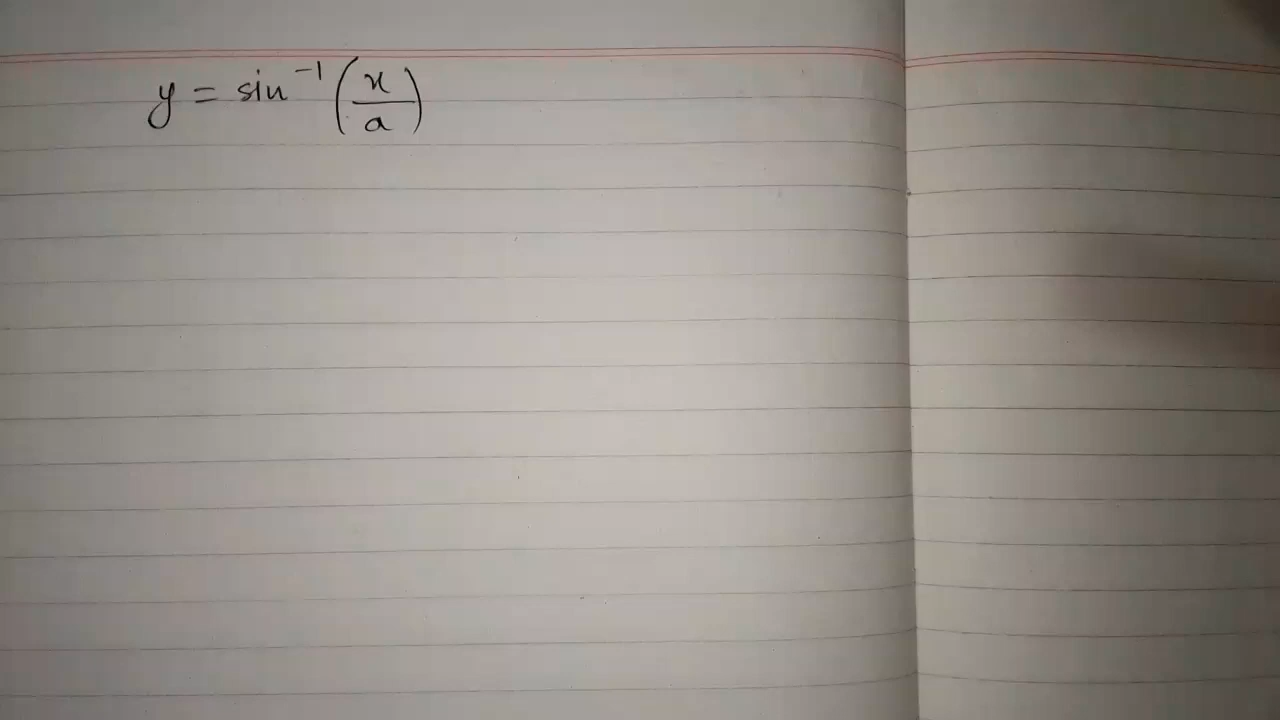 y = sin⁻¹ (x/a)